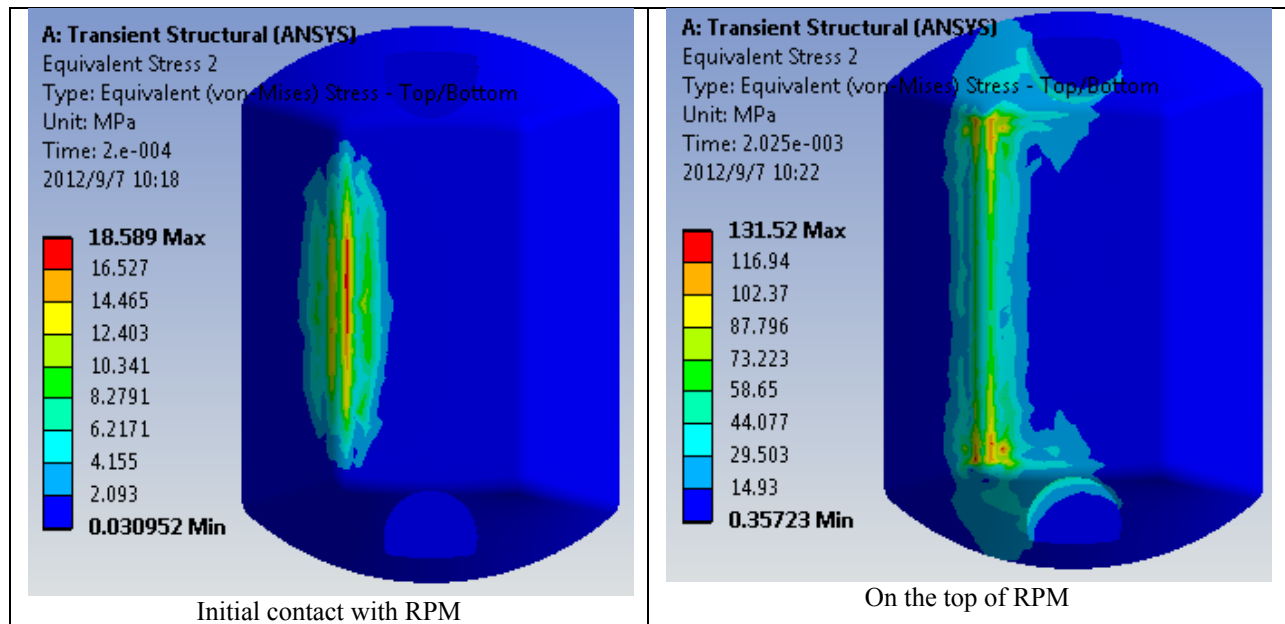 A: Transient Structural (ANSYS)
Equivalent Stress 2
Type: Equivalent (von-Mises) Stress - Top/Bottom
Unit: MPa
Time: 2.e-004
2012/9/7 10:18
18.589 Max
16.527
14.465
12.403
10.341
8.2791
6.2171
4.155
2.093
0.030952 Min
Initial contact with RPM
A: Transient Structural (ANSYS)
Equivalent Stress 2
Type: Equivalent (von-Mises) Stress - Top/Bottom
Unit: MPa
Time: 2.025e-003
2012/9/7 10:22
131.52 Max
116.94
102.37
87.796
73.223
58.65
44.077
29.503
14.93
0.35723 Min
On the top of RPM